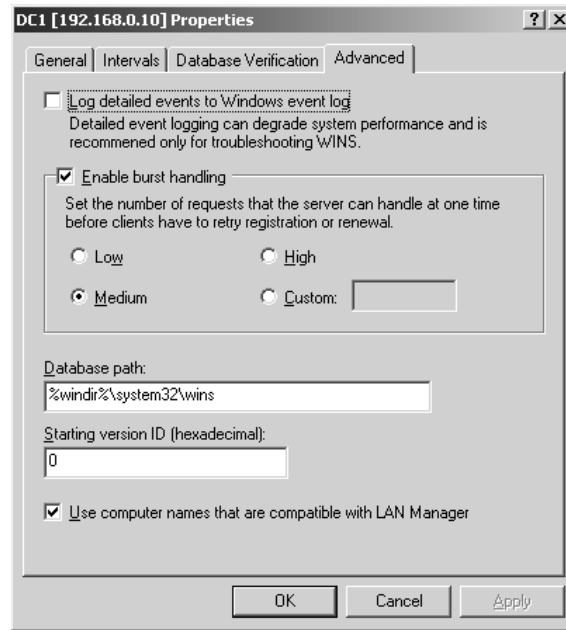 DC1 [192.168.0.10] Properties
General Intervals Database Verification Advanced
Log detailed events to Windows event log
Detailed event logging can degrade system performance and is
recommened only for troubleshooting WINS.
Enable burst handling
Set the number of requests that the server can handle at one time
before clients have to retry registration or renewal.
Low High
Medium Custom:
Database path:
%windir%\system32\wins
Starting version ID (hexadecimal):
0
Use computer names that are compatible with LAN Manager
OK Cancel Apply